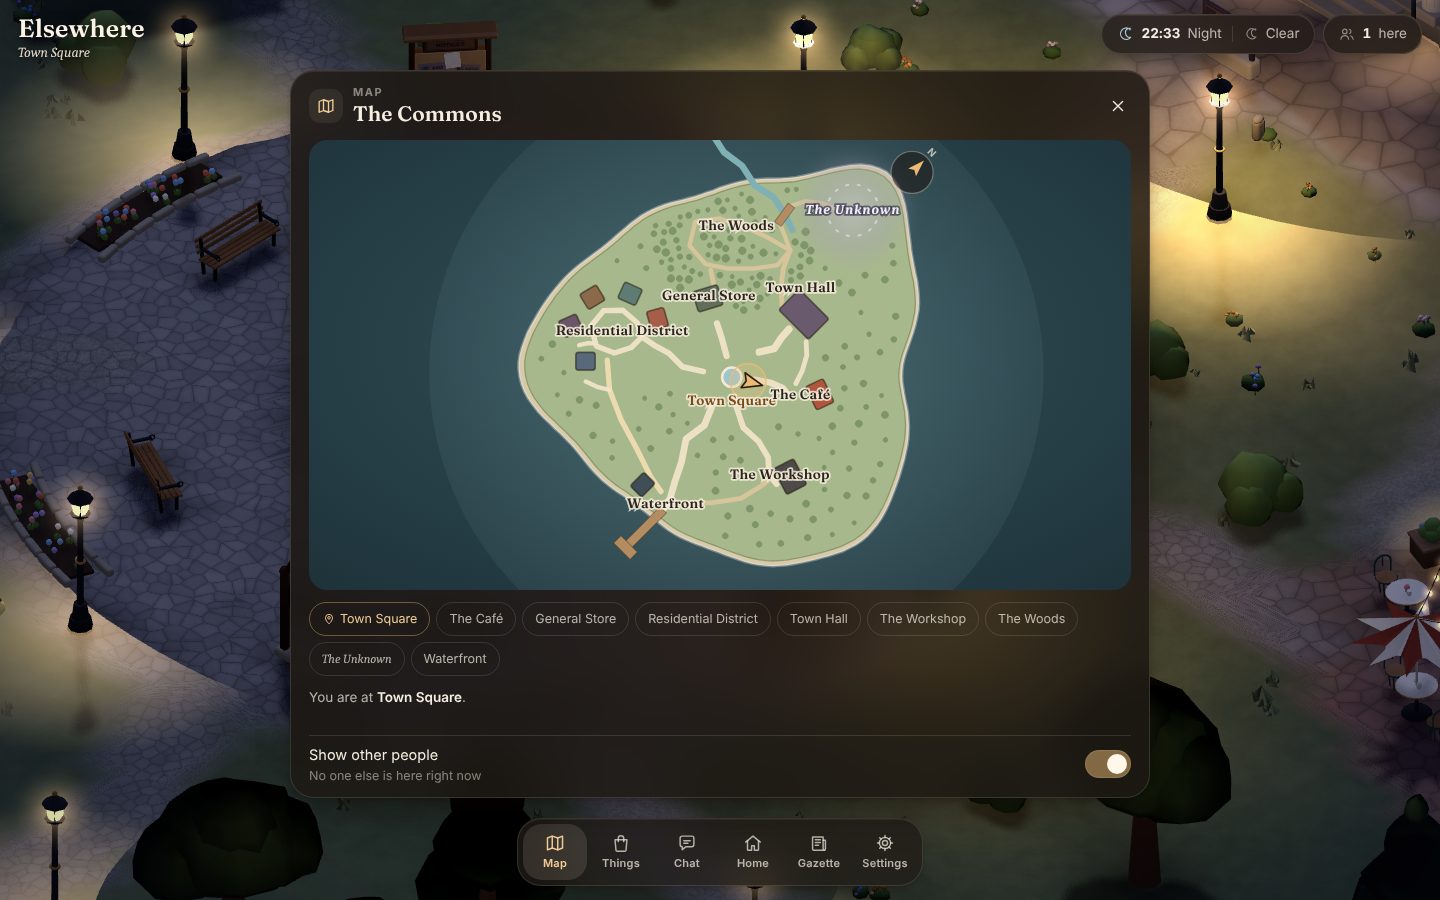 Elsewhere
Town Square
22:33 Night
Clear
1 here
MAP
The Commons
N
The Unknown
The Woods
Town Hall
General Store
Residential District
The Café
Town Square
The Workshop
Waterfront
Town Square
The Café
General Store
Residential District
Town Hall
The Workshop
The Woods
The Unknown
Waterfront
You are at Town Square.
Show other people
No one else is here right now
Map
Things
Chat
Home
Gazette
Settings